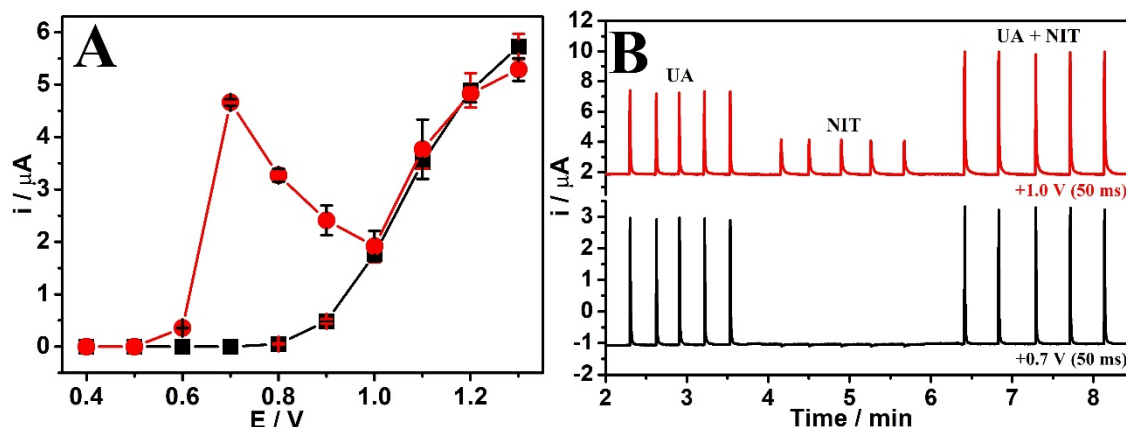 A
i / μA
6
5
4
3
2
1
0
0.4 0.6 0.8 1.0 1.2
E / V
B
i / μA
12
10
8
6
4
2
3
2
1
0
-1
-2
UA
NIT
UA + NIT
+1.0 V (50 ms)
+0.7 V (50 ms)
2 3 4 5 6 7 8
Time / min